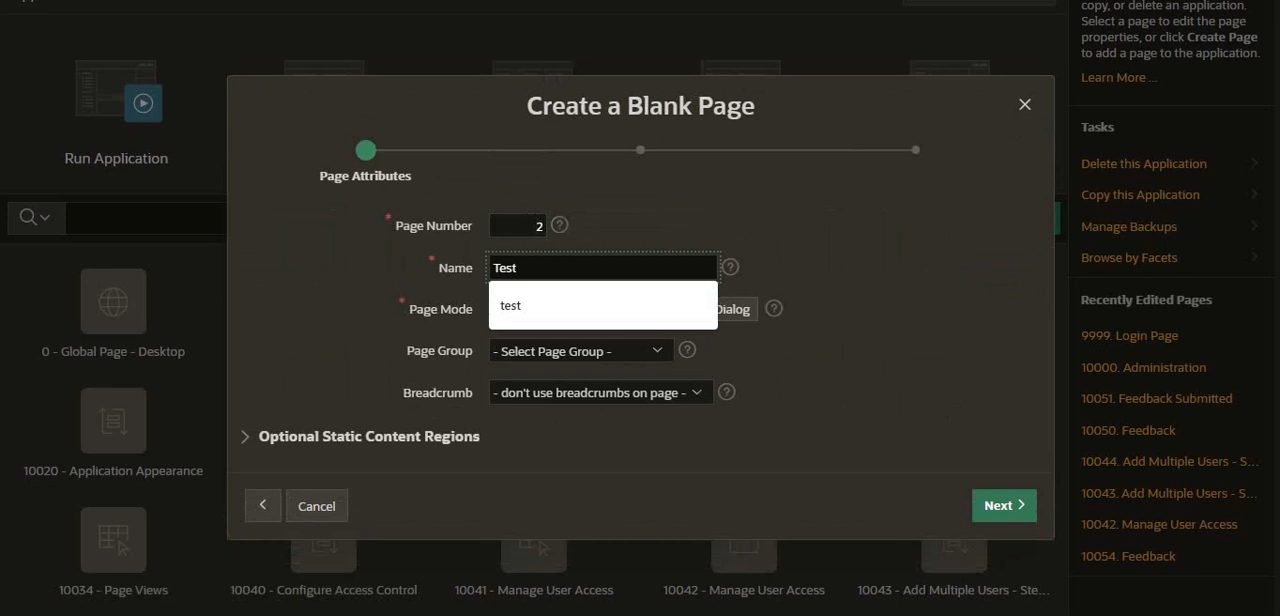 copy, or delete an application.
Select a page to edit the page
properties, or click Create Page
to add a page to the application.
Learn More ...
Create a Blank Page
Run Application
Tasks
Page Attributes
Delete this Application
Copy this Application
* Page Number 2
Manage Backups
* Name Test
Browse by Facets
test
* Page Mode Dialog
Recently Edited Pages
9999. Login Page
Page Group - Select Page Group -
0 - Global Page - Desktop
10000. Administration
Breadcrumb - don't use breadcrumbs on page -
10051. Feedback Submitted
10050. Feedback
Optional Static Content Regions
10044. Add Multiple Users - S...
10020 - Application Appearance
10043. Add Multiple Users - S...
Cancel
Next
10042. Manage User Access
10054. Feedback
10034 - Page Views
10040 - Configure Access Control
10041 - Manage User Access
10042 - Manage User Access
10043 - Add Multiple Users - Ste...